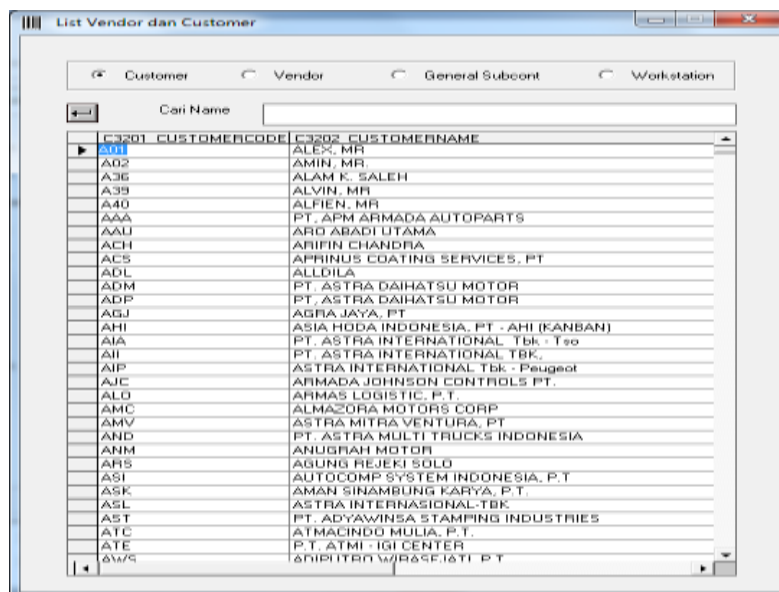 List Vendor dan Customer
Customer Vendor General Subcont Workstation
Cari Name
C3201_CUSTOMERCODE C3202_CUSTOMERNAME
A01 ALEX, MR
A02 AMIN, MR.
A36 ALAM K. SALEH
A39 ALVIN, MR
A40 ALFIEN, MR
AAA PT. APM ARMADA AUTOPARTS
AAU ARO ABADI UTAMA
ACH ARIFIN CHANDRA
ACS APRINUS COATING SERVICES, PT
ADL ALLDILA
ADM PT. ASTRA DAIHATSU MOTOR
ADP PT, ASTRA DAIHATSU MOTOR
AGJ AGRA JAYA, PT
AHI ASIA HODA INDONESIA, PT - AHI (KANBAN)
AIA PT. ASTRA INTERNATIONAL Tbk - Tso
AII PT. ASTRA INTERNATIONAL TBK,
AIP ASTRA INTERNATIONAL Tbk - Peugeot
AJC ARMADA JOHNSON CONTROLS PT.
ALO ARMAS LOGISTIC, P.T.
AMC ALMAZORA MOTORS CORP
AMV ASTRA MITRA VENTURA, PT
AND PT. ASTRA MULTI TRUCKS INDONESIA
ANM ANUGRAH MOTOR
ARS AGUNG REJEKI SOLO
ASI AUTOCOMP SYSTEM INDONESIA, P.T
ASK AMAN SINAMBUNG KARYA, P.T.
ASL ASTRA INTERNASIONAL-TBK
AST PT. ADYAWINSA STAMPING INDUSTRIES
ATC ATMACINDO MULIA, P.T.
ATE P.T. ATMI - IGI CENTER
AWS ADIPUTRO WIRASEJATI, P.T